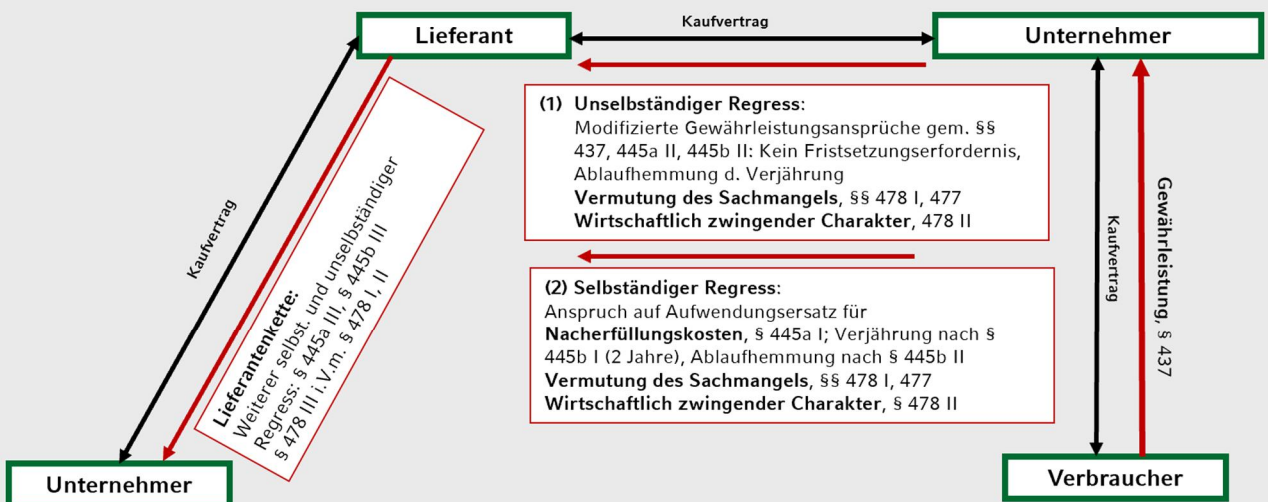 Lieferant
Kaufvertrag
Unternehmer
(1) Unselbständiger Regress:
Modifizierte Gewährleistungsansprüche gem. §§
437, 445a II, 445b II: Kein Fristsetzungserfordernis,
Ablaufhemmung d. Verjährung
Vermutung des Sachmangels, §§ 478 I, 477
Wirtschaftlich zwingender Charakter, 478 II
(2) Selbständiger Regress:
Anspruch auf Aufwendungsersatz für
Nacherfüllungskosten, § 445a I; Verjährung nach §
445b I (2 Jahre), Ablaufhemmung nach § 445b II
Vermutung des Sachmangels, §§ 478 I, 477
Wirtschaftlich zwingender Charakter, § 478 II
Kaufvertrag
Lieferantenkette:
Weiterer selbst. und unselbständiger
Regress: § 445a III, § 445b III
§ 478 III i.V.m. § 478 I, II
Kaufvertrag
Gewährleistung, § 437
Unternehmer
Verbraucher